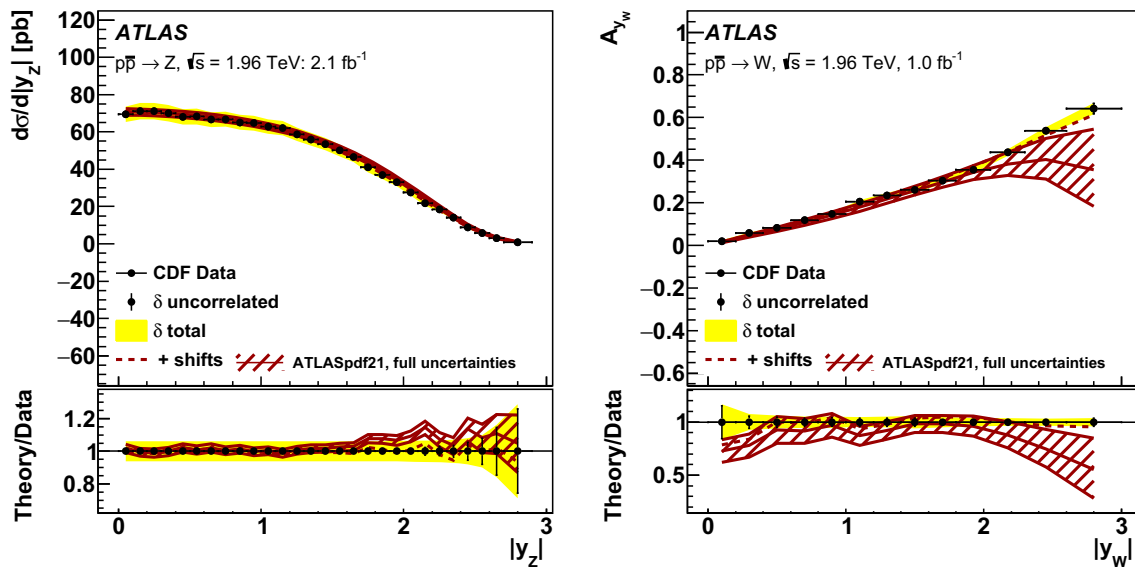 ATLAS
pp̅ → Z, √s = 1.96 TeV: 2.1 fb⁻¹
dσ/d|y_Z| [pb]
120
100
80
60
40
20
0
−20
−40
−60
CDF Data
δ uncorrelated
δ total
+ shifts
ATLASpdf21, full uncertainties
Theory/Data
1.2
1
0.8
0 1 2 3
|y_Z|
ATLAS
pp̅ → W, √s = 1.96 TeV, 1.0 fb⁻¹
A_{y_W}
1
0.8
0.6
0.4
0.2
0
−0.2
−0.4
−0.6
CDF Data
δ uncorrelated
δ total
+ shifts
ATLASpdf21, full uncertainties
Theory/Data
1
0.5
0 1 2 3
|y_W|